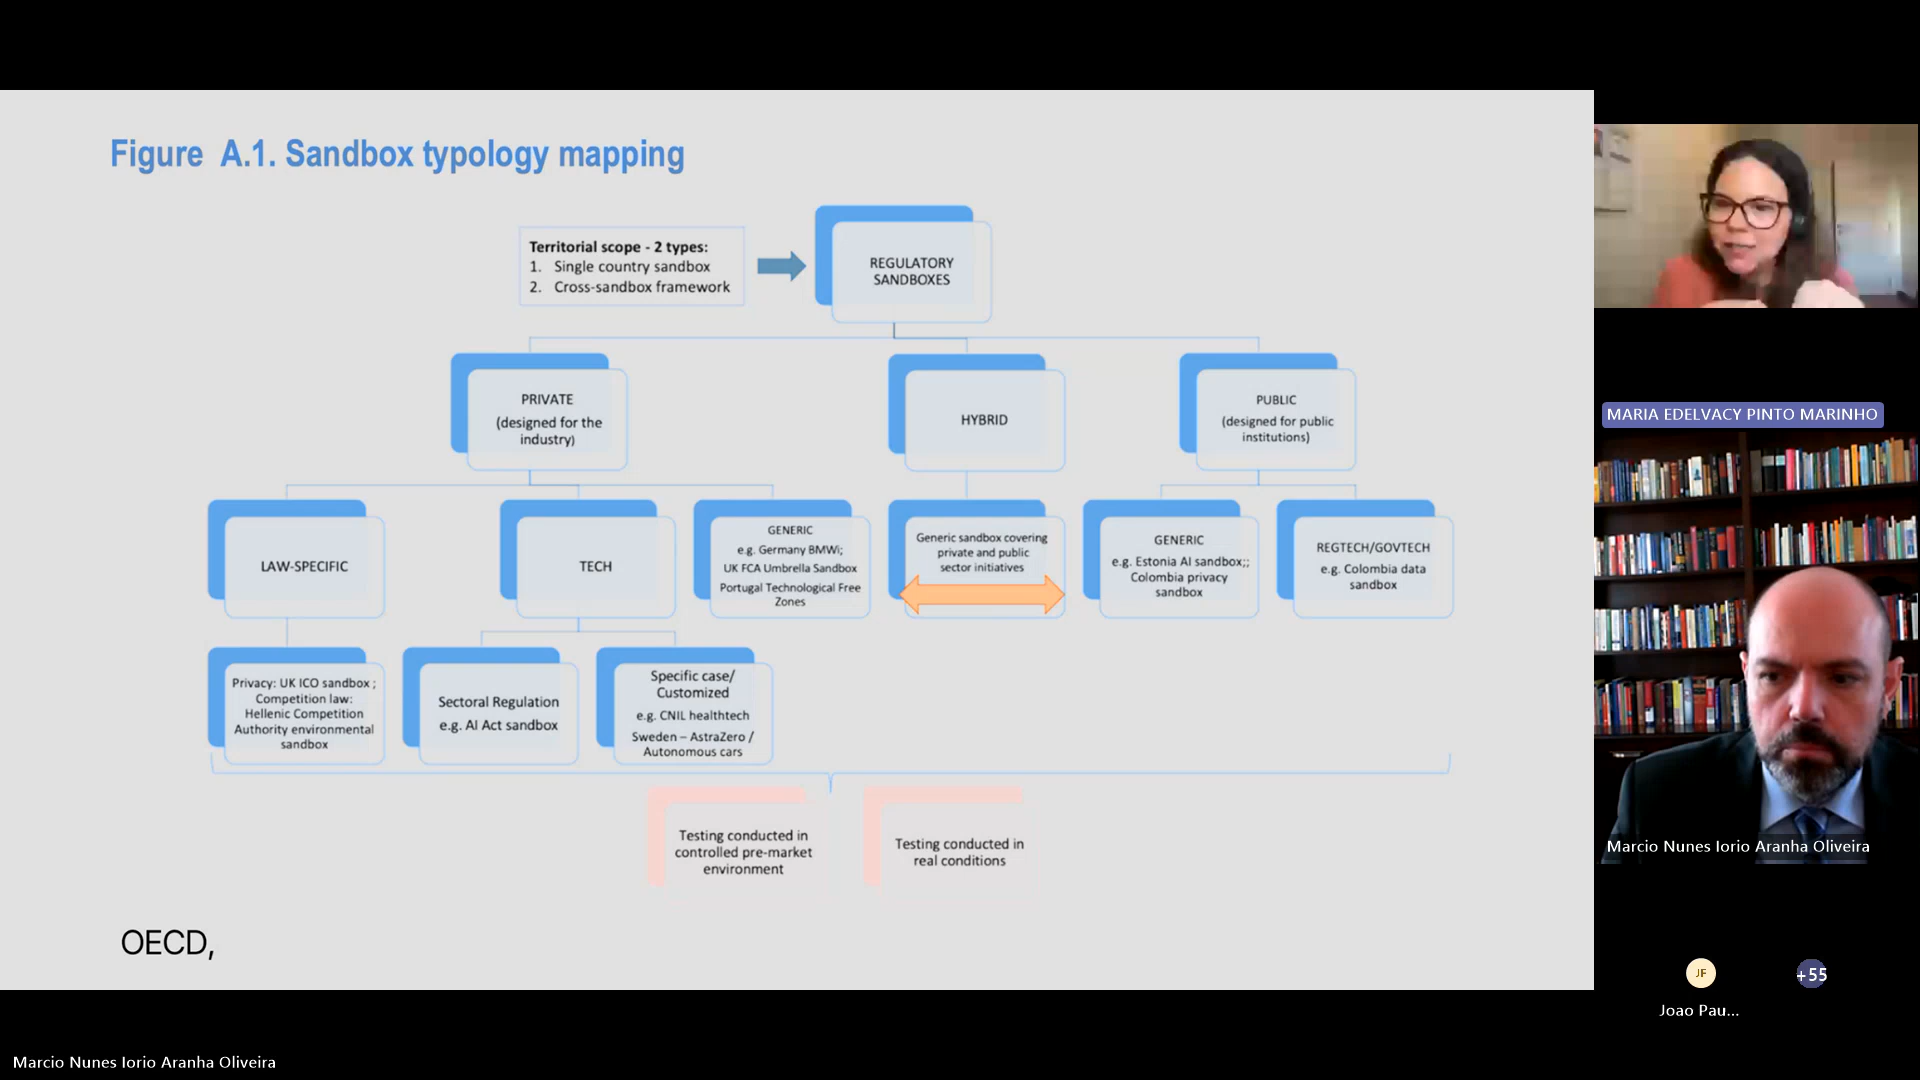 Figure A.1. Sandbox typology mapping
Territorial scope - 2 types:
1. Single country sandbox
2. Cross-sandbox framework
REGULATORY
SANDBOXES
PRIVATE
(designed for the
industry)
HYBRID
PUBLIC
(designed for public
institutions)
LAW-SPECIFIC
TECH
GENERIC
e.g. Germany BMWi;
UK FCA Umbrella Sandbox
Portugal Technological Free
Zones
Generic sandbox covering
private and public
sector initiatives
GENERIC
e.g. Estonia AI sandbox;;
Colombia privacy
sandbox
REGTECH/GOVTECH
e.g. Colombia data
sandbox
Privacy: UK ICO sandbox ;
Competition law:
Hellenic Competition
Authority environmental
sandbox
Sectoral Regulation
e.g. AI Act sandbox
Specific case/
Customized
e.g. CNIL healthtech
Sweden – AstraZero /
Autonomous cars
Testing conducted in
controlled pre-market
environment
Testing conducted in
real conditions
OECD,
MARIA EDELVACY PINTO MARINHO
Marcio Nunes Iorio Aranha Oliveira
JF
+55
Joao Pau...
Marcio Nunes Iorio Aranha Oliveira